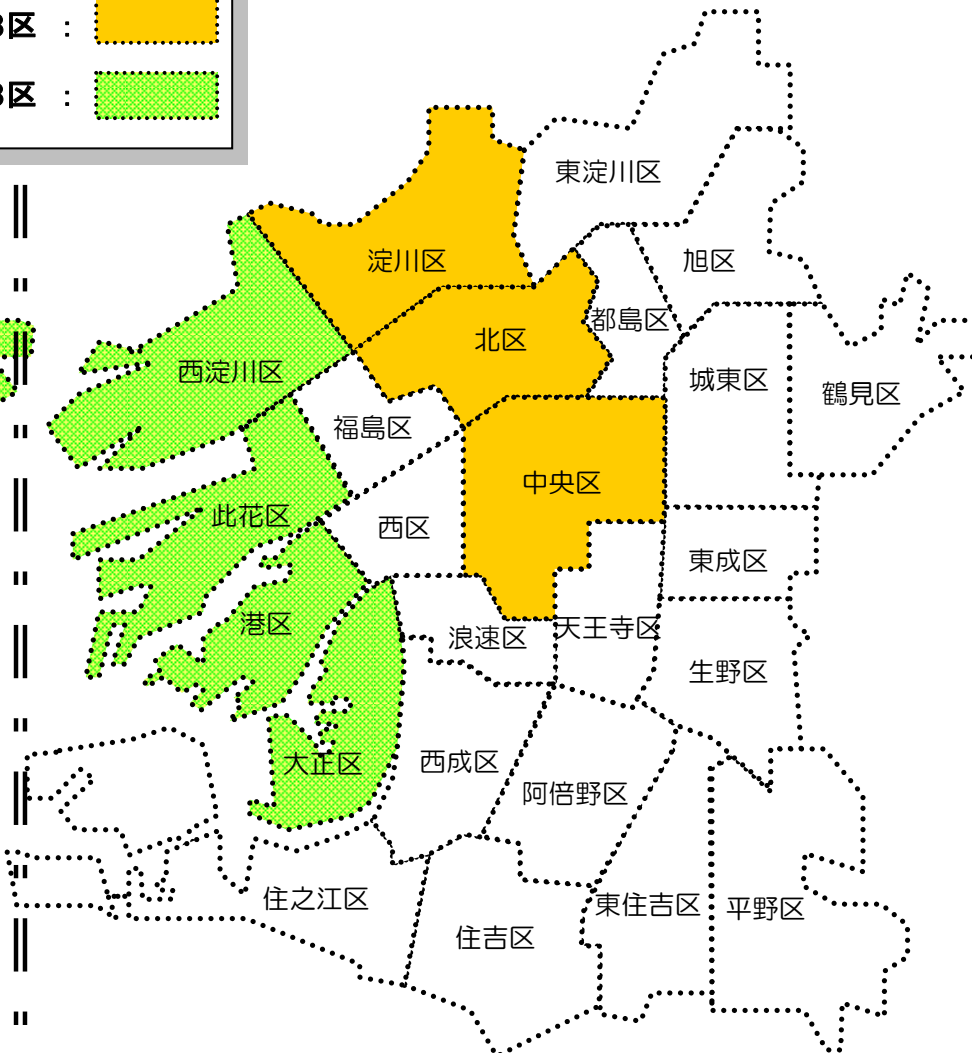 区 :
区 :
東淀川区
淀川区
旭区
都島区
北区
西淀川区
城東区
鶴見区
福島区
中央区
此花区
西区
東成区
港区
浪速区
天王寺区
生野区
大正区
西成区
阿倍野区
住之江区
東住吉区
平野区
住吉区